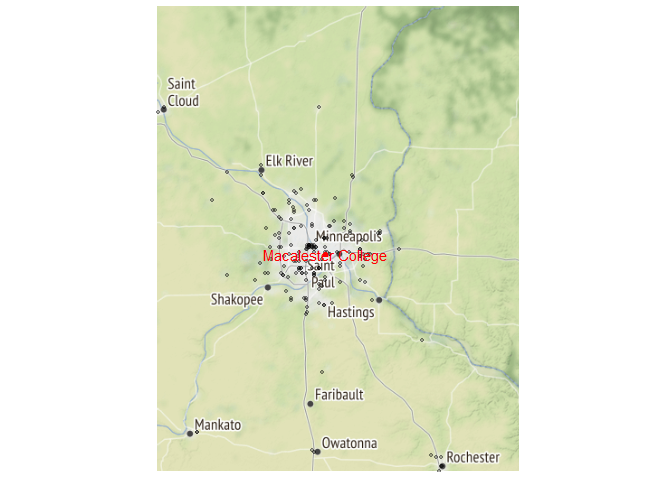 Saint
Cloud
Elk River
Minneapolis
Macalester College
Saint
Paul
Shakopee
Hastings
Faribault
Mankato
Owatonna
Rochester